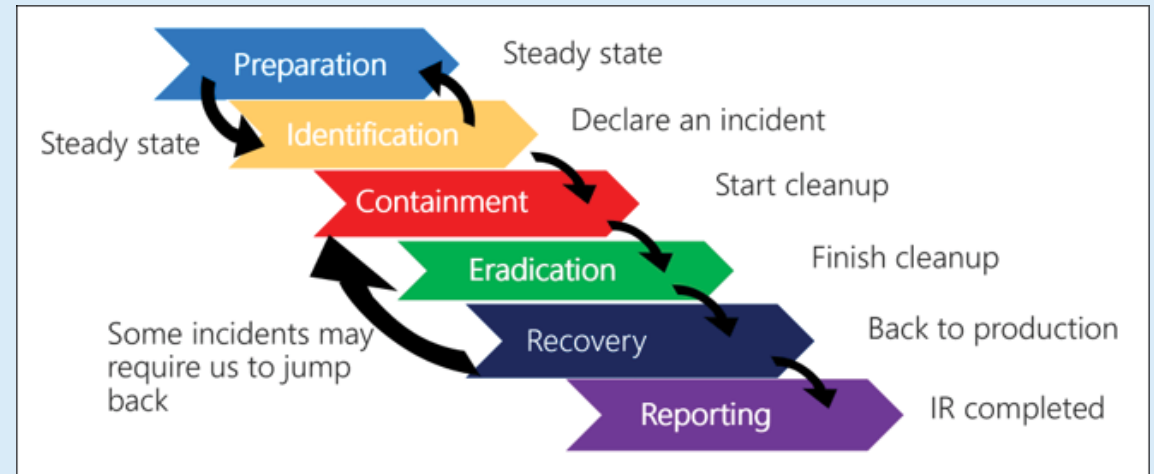 Preparation
Steady state
Steady state
Identification
Declare an incident
Containment
Start cleanup
Eradication
Finish cleanup
Some incidents may
require us to jump
back
Recovery
Back to production
Reporting
IR completed